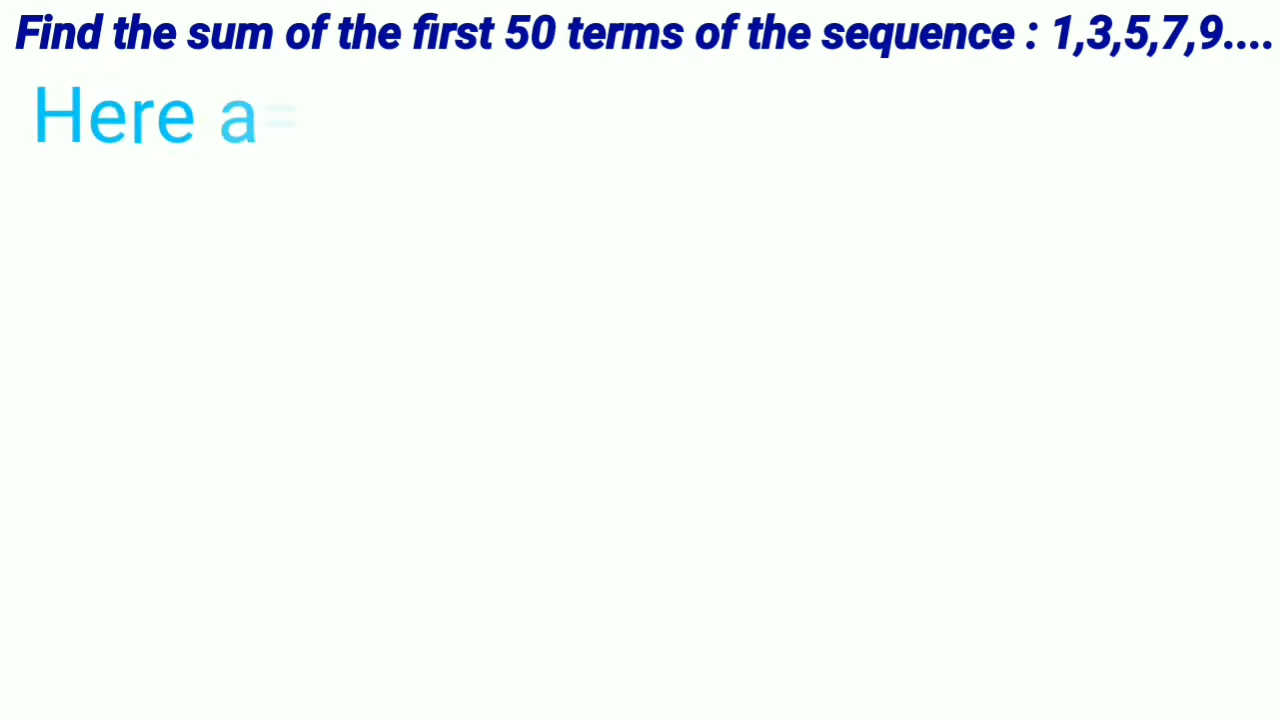 Find the sum of the first 50 terms of the sequence : 1,3,5,7,9....
Here a=